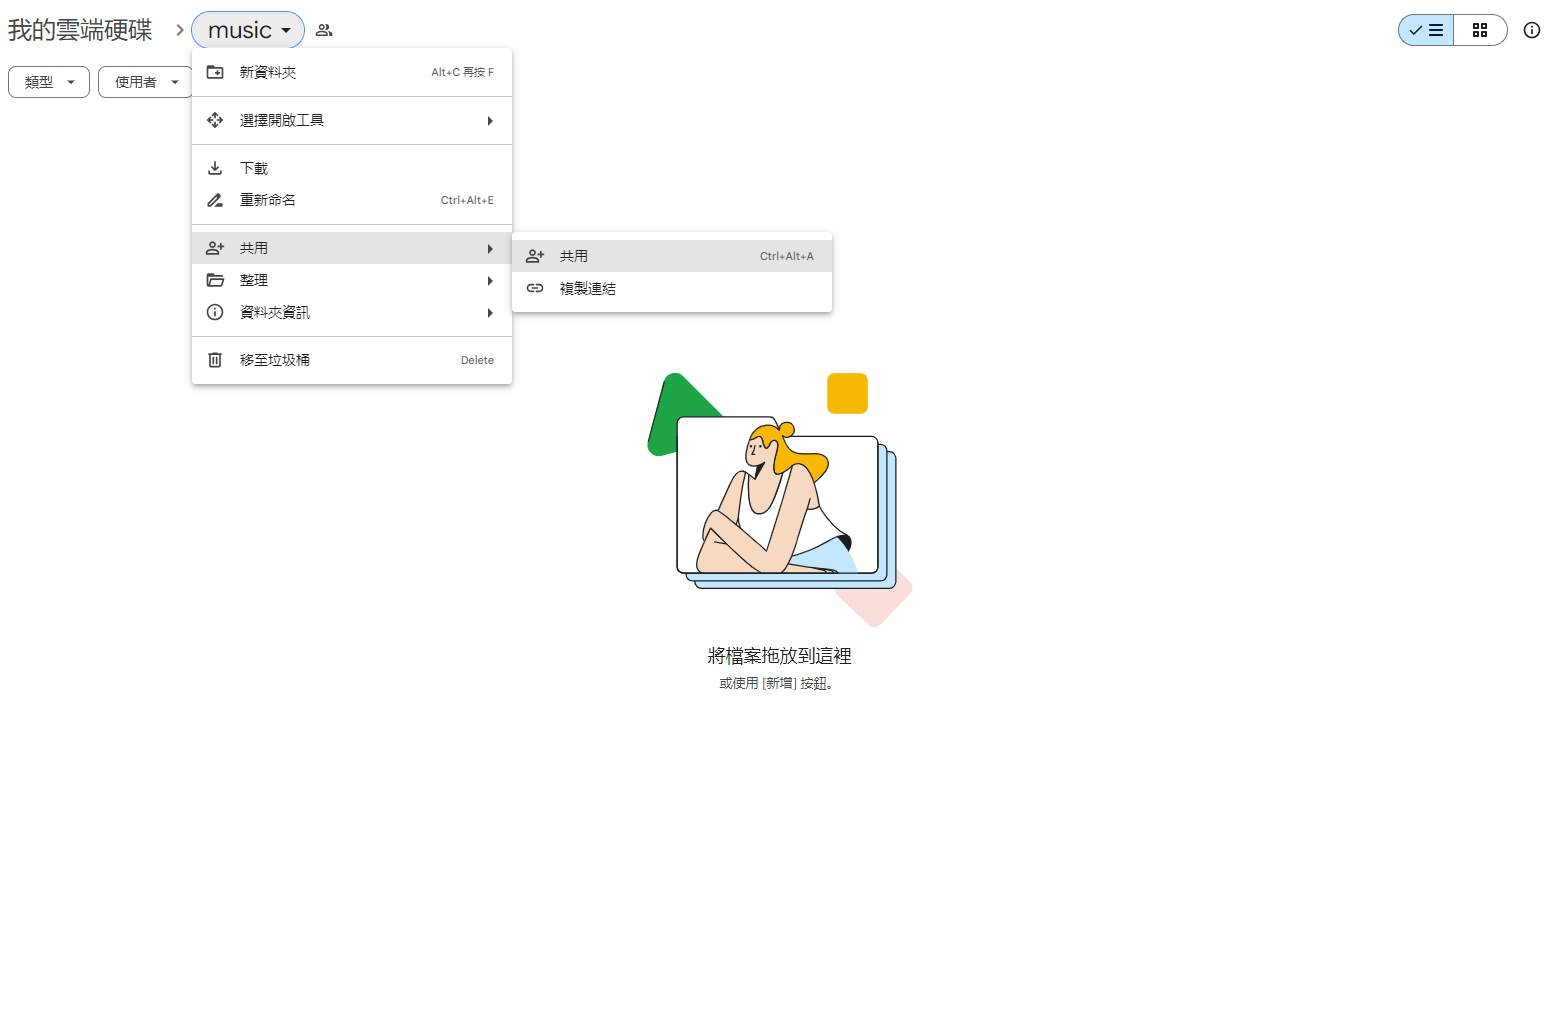 我的雲端硬碟 music
類型 使用者
新資料夾 Alt+C 再按 F
選擇開啟工具
下載
重新命名 Ctrl+Alt+E
共用
整理
資料夾資訊
移至垃圾桶 Delete
共用 Ctrl+Alt+A
複製連結
將檔案拖放到這裡
或使用 [新增] 按鈕。